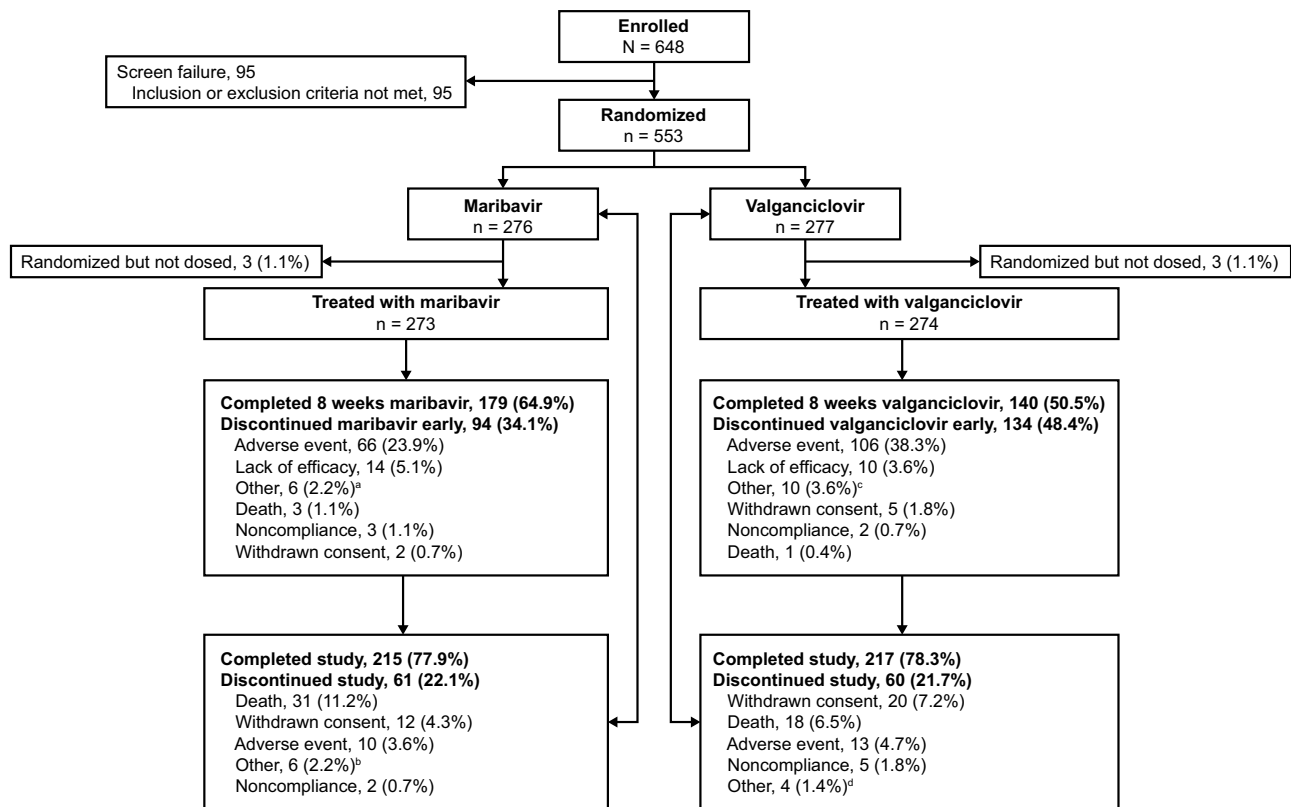 Enrolled
N = 648
Screen failure, 95
Inclusion or exclusion criteria not met, 95
Randomized
n = 553
Maribavir
n = 276
Valganciclovir
n = 277
Randomized but not dosed, 3 (1.1%)
Randomized but not dosed, 3 (1.1%)
Treated with maribavir
n = 273
Treated with valganciclovir
n = 274
Completed 8 weeks maribavir, 179 (64.9%)
Discontinued maribavir early, 94 (34.1%)
Adverse event, 66 (23.9%)
Lack of efficacy, 14 (5.1%)
Other, 6 (2.2%)ᵃ
Death, 3 (1.1%)
Noncompliance, 3 (1.1%)
Withdrawn consent, 2 (0.7%)
Completed 8 weeks valganciclovir, 140 (50.5%)
Discontinued valganciclovir early, 134 (48.4%)
Adverse event, 106 (38.3%)
Lack of efficacy, 10 (3.6%)
Other, 10 (3.6%)ᶜ
Withdrawn consent, 5 (1.8%)
Noncompliance, 2 (0.7%)
Death, 1 (0.4%)
Completed study, 215 (77.9%)
Discontinued study, 61 (22.1%)
Death, 31 (11.2%)
Withdrawn consent, 12 (4.3%)
Adverse event, 10 (3.6%)
Other, 6 (2.2%)ᵇ
Noncompliance, 2 (0.7%)
Completed study, 217 (78.3%)
Discontinued study, 60 (21.7%)
Withdrawn consent, 20 (7.2%)
Death, 18 (6.5%)
Adverse event, 13 (4.7%)
Noncompliance, 5 (1.8%)
Other, 4 (1.4%)ᵈ